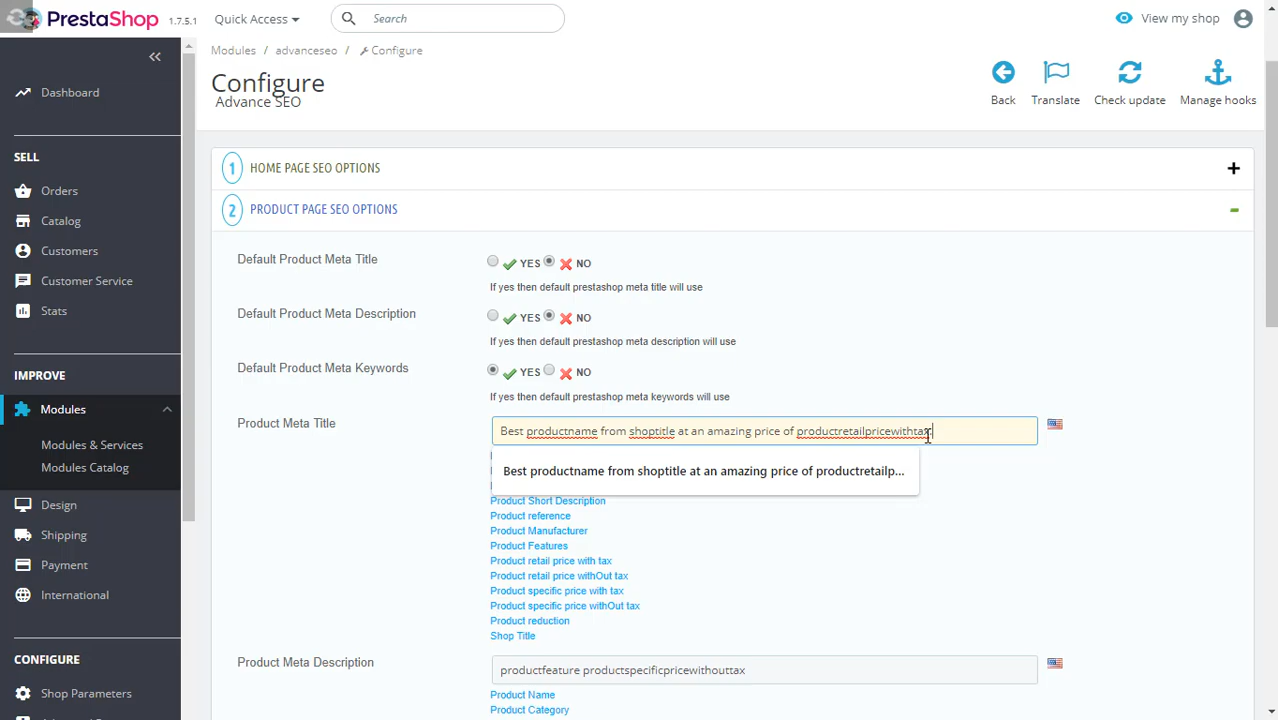 PrestaShop 1.7.5.1 Quick Access Search View my shop
Modules / advanceseo / Configure
Configure
Advance SEO
Back Translate Check update Manage hooks
Dashboard
SELL
Orders
Catalog
Customers
Customer Service
Stats
IMPROVE
Modules
Modules & Services
Modules Catalog
Design
Shipping
Payment
International
CONFIGURE
Shop Parameters
1 HOME PAGE SEO OPTIONS
2 PRODUCT PAGE SEO OPTIONS
Default Product Meta Title YES NO
If yes then default prestashop meta title will use
Default Product Meta Description YES NO
If yes then default prestashop meta description will use
Default Product Meta Keywords YES NO
If yes then default prestashop meta keywords will use
Product Meta Title Best productname from shoptitle at an amazing price of productretailpricewithtax
Best productname from shoptitle at an amazing price of productretailp...
Product Short Description
Product reference
Product Manufacturer
Product Features
Product retail price with tax
Product retail price withOut tax
Product specific price with tax
Product specific price withOut tax
Product reduction
Shop Title
Product Meta Description productfeature productspecificpricewithouttax
Product Name
Product Category